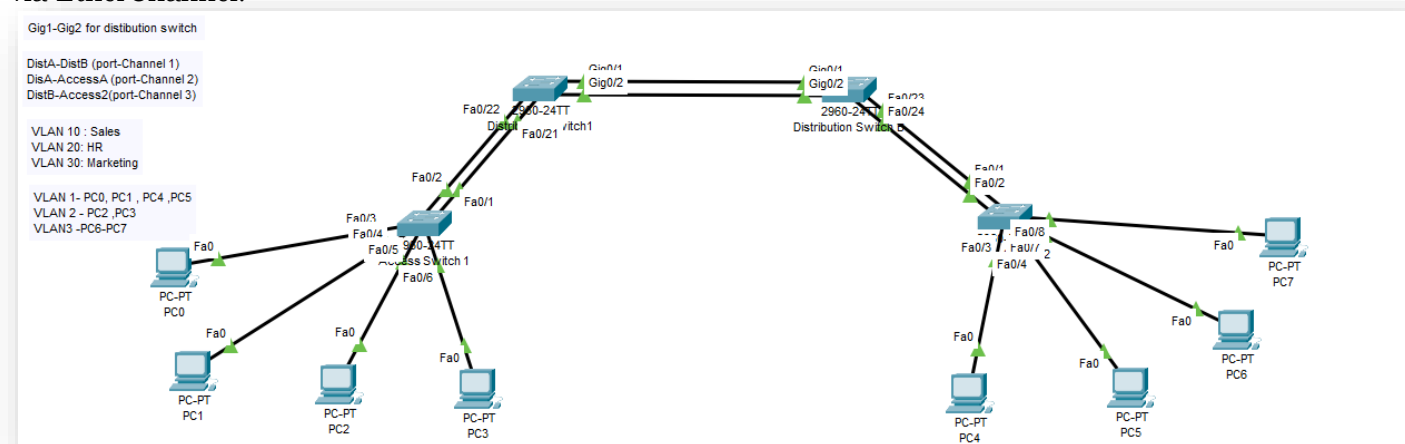 via EtherChannel.
Gig1-Gig2 for distibution switch
DistA-DistB (port-Channel 1)
DisA-AccessA (port-Channel 2)
DistB-Access2(port-Channel 3)
VLAN 10 : Sales
VLAN 20: HR
VLAN 30: Marketing
VLAN 1- PC0, PC1 , PC4 ,PC5
VLAN 2 - PC2 ,PC3
VLAN3 -PC6-PC7
Gig0/1
Gig0/2
Fa0/22
2960-24TT
Fa0/21
Gig0/1
Gig0/2
Fa0/23
Fa0/24
2960-24TT
Distribution Switch
Fa0/2
Fa0/1
Fa0/3
Fa0/4
Fa0/5
Fa0/6
Switch 1
Fa0/1
Fa0/2
Fa0/8
Fa0/3
Fa0/7
Fa0/4
2
Fa0
PC-PT
PC0
Fa0
PC-PT
PC1
Fa0
PC-PT
PC2
Fa0
PC-PT
PC3
Fa0
PC-PT
PC4
Fa0
PC-PT
PC5
Fa0
PC-PT
PC6
Fa0
PC-PT
PC7